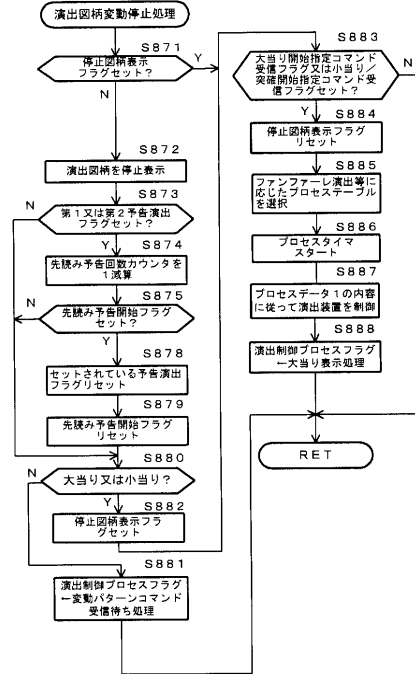 演出図柄変動停止処理
S871
停止図柄表示
フラグセット？
Y
N
S872
演出図柄を停止表示
S873
第１又は第２予告演出
フラグセット？
N
Y
S874
先読み予告回数カウンタを
１減算
S875
先読み予告開始フラグ
セット？
N
Y
S878
セットされている予告演出
フラグリセット
S879
先読み予告開始フラグ
リセット
S880
大当り又は小当り？
N
Y
S882
停止図柄表示フラ
グセット
S881
演出制御プロセスフラグ
←変動パターンコマンド
受信待ち処理
S883
大当り開始指定コマンド
受信フラグ又は小当り／
突確開始指定コマンド受
信フラグセット？
N
Y
S884
停止図柄表示フラグ
リセット
S885
ファンファーレ演出等に
応じたプロセステーブル
を選択
S886
プロセスタイマ
スタート
S887
プロセスデータ１の内容
に従って演出装置を制御
S888
演出制御プロセスフラグ
←大当り表示処理
RET